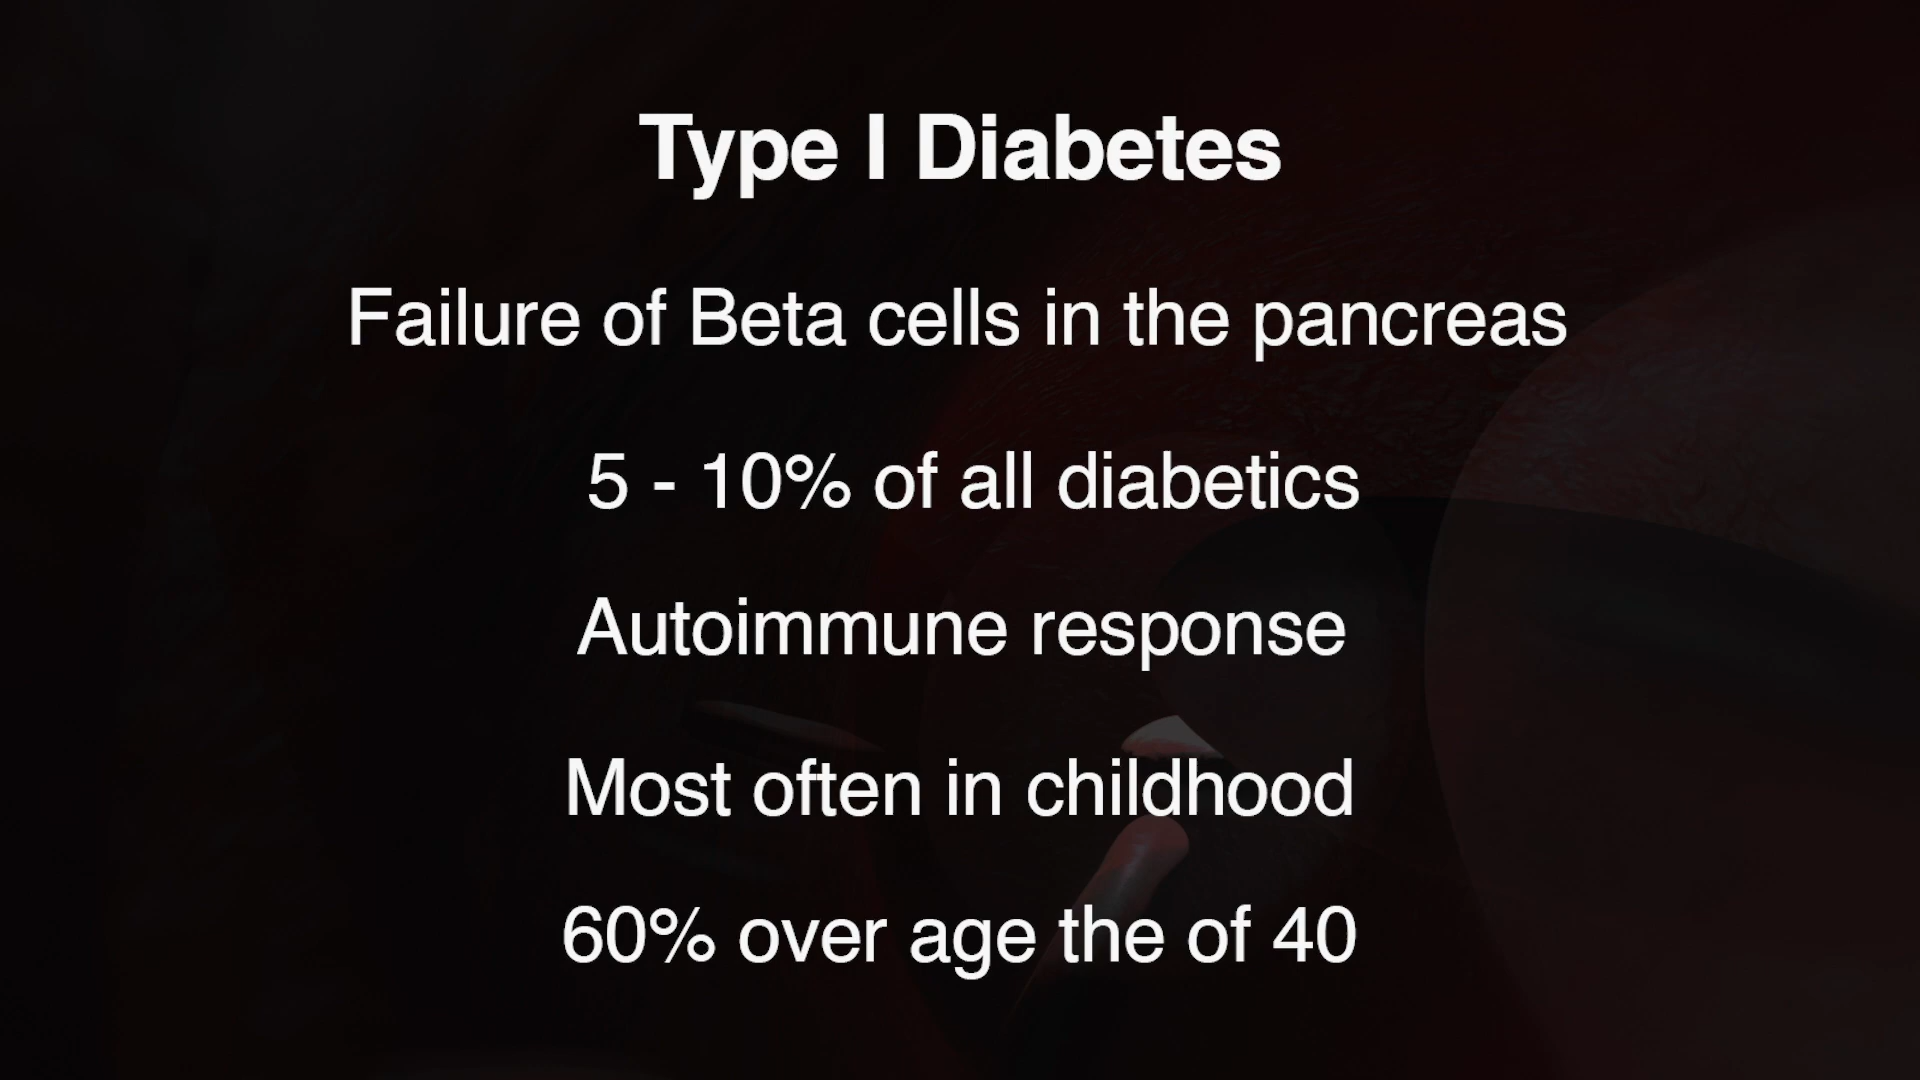 Type I Diabetes
Failure of Beta cells in the pancreas
5 - 10% of all diabetics
Autoimmune response
Most often in childhood
60% over age the of 40